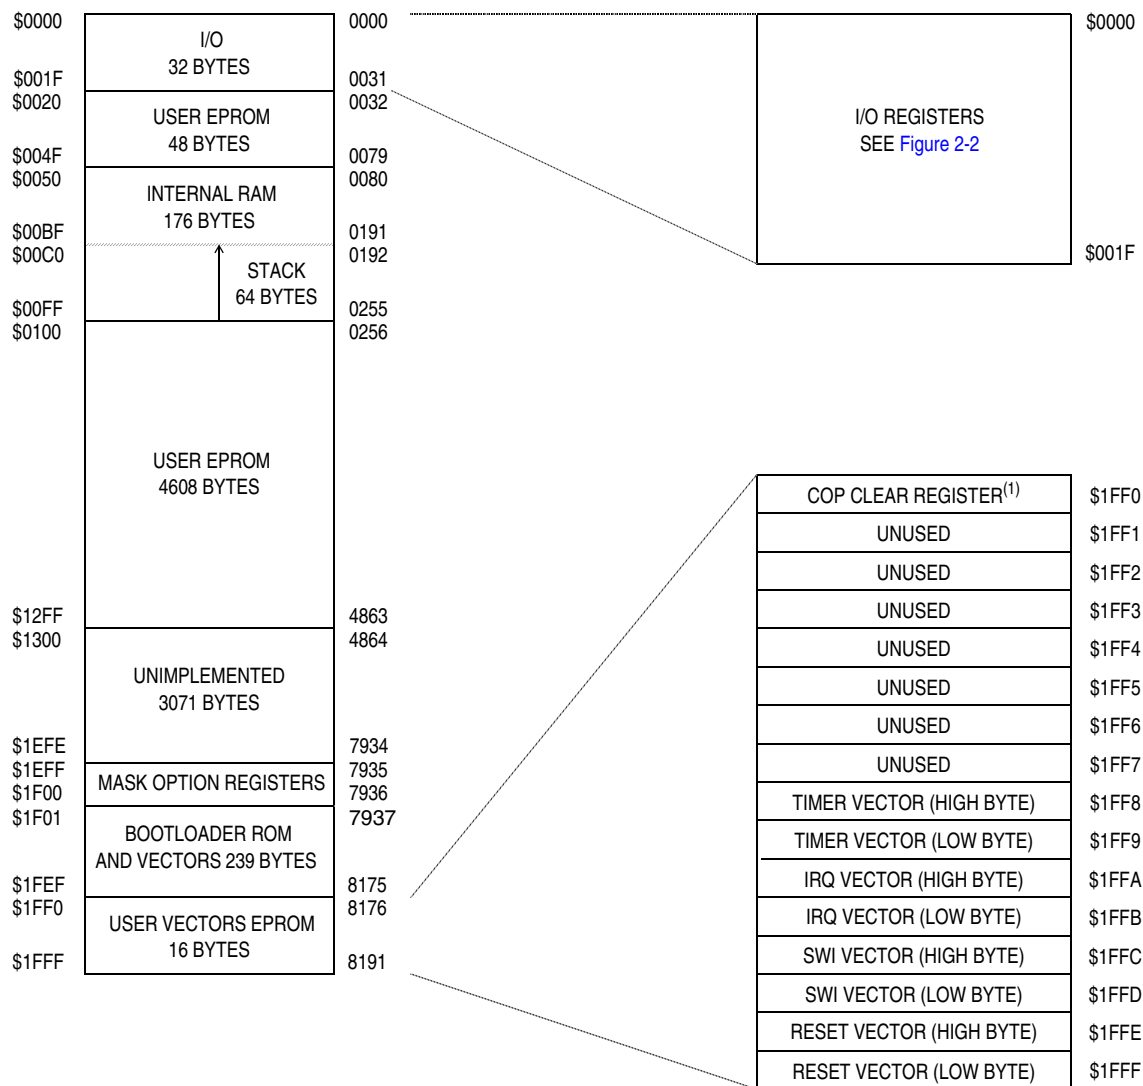 $0000
I/O
32 BYTES
0000
$001F
0031
$0020
USER EPROM
48 BYTES
0032
$004F
0079
$0050
INTERNAL RAM
176 BYTES
0080
$00BF
0191
$00C0
STACK
64 BYTES
0192
$00FF
0255
$0100
0256
USER EPROM
4608 BYTES
$12FF
4863
$1300
4864
UNIMPLEMENTED
3071 BYTES
$1EFE
7934
$1EFF
MASK OPTION REGISTERS
7935
$1F00
7936
$1F01
7937
BOOTLOADER ROM
AND VECTORS 239 BYTES
$1FEF
8175
$1FF0
8176
USER VECTORS EPROM
16 BYTES
$1FFF
8191
$0000
I/O REGISTERS
SEE Figure 2-2
$001F
COP CLEAR REGISTER(1) $1FF0
UNUSED $1FF1
UNUSED $1FF2
UNUSED $1FF3
UNUSED $1FF4
UNUSED $1FF5
UNUSED $1FF6
UNUSED $1FF7
TIMER VECTOR (HIGH BYTE) $1FF8
TIMER VECTOR (LOW BYTE) $1FF9
IRQ VECTOR (HIGH BYTE) $1FFA
IRQ VECTOR (LOW BYTE) $1FFB
SWI VECTOR (HIGH BYTE) $1FFC
SWI VECTOR (LOW BYTE) $1FFD
RESET VECTOR (HIGH BYTE) $1FFE
RESET VECTOR (LOW BYTE) $1FFF